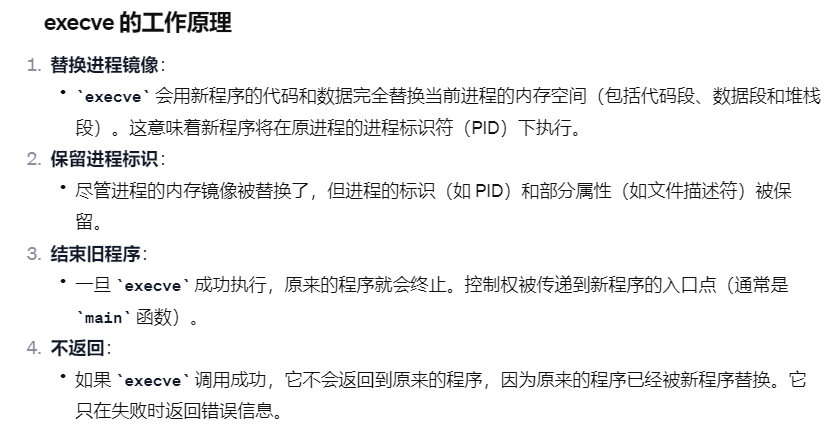 execve 的工作原理
1. 替换进程镜像：
• `execve` 会用新程序的代码和数据完全替换当前进程的内存空间（包括代码段、数据段和堆栈
段）。这意味着新程序将在原进程的进程标识符（PID）下执行。
2. 保留进程标识：
• 尽管进程的内存镜像被替换了，但进程的标识（如 PID）和部分属性（如文件描述符）被保
留。
3. 结束旧程序：
• 一旦 `execve` 成功执行，原来的程序就会终止。控制权被传递到新程序的入口点（通常是
`main` 函数）。
4. 不返回：
• 如果 `execve` 调用成功，它不会返回到原来的程序，因为原来的程序已经被新程序替换。它
只在失败时返回错误信息。